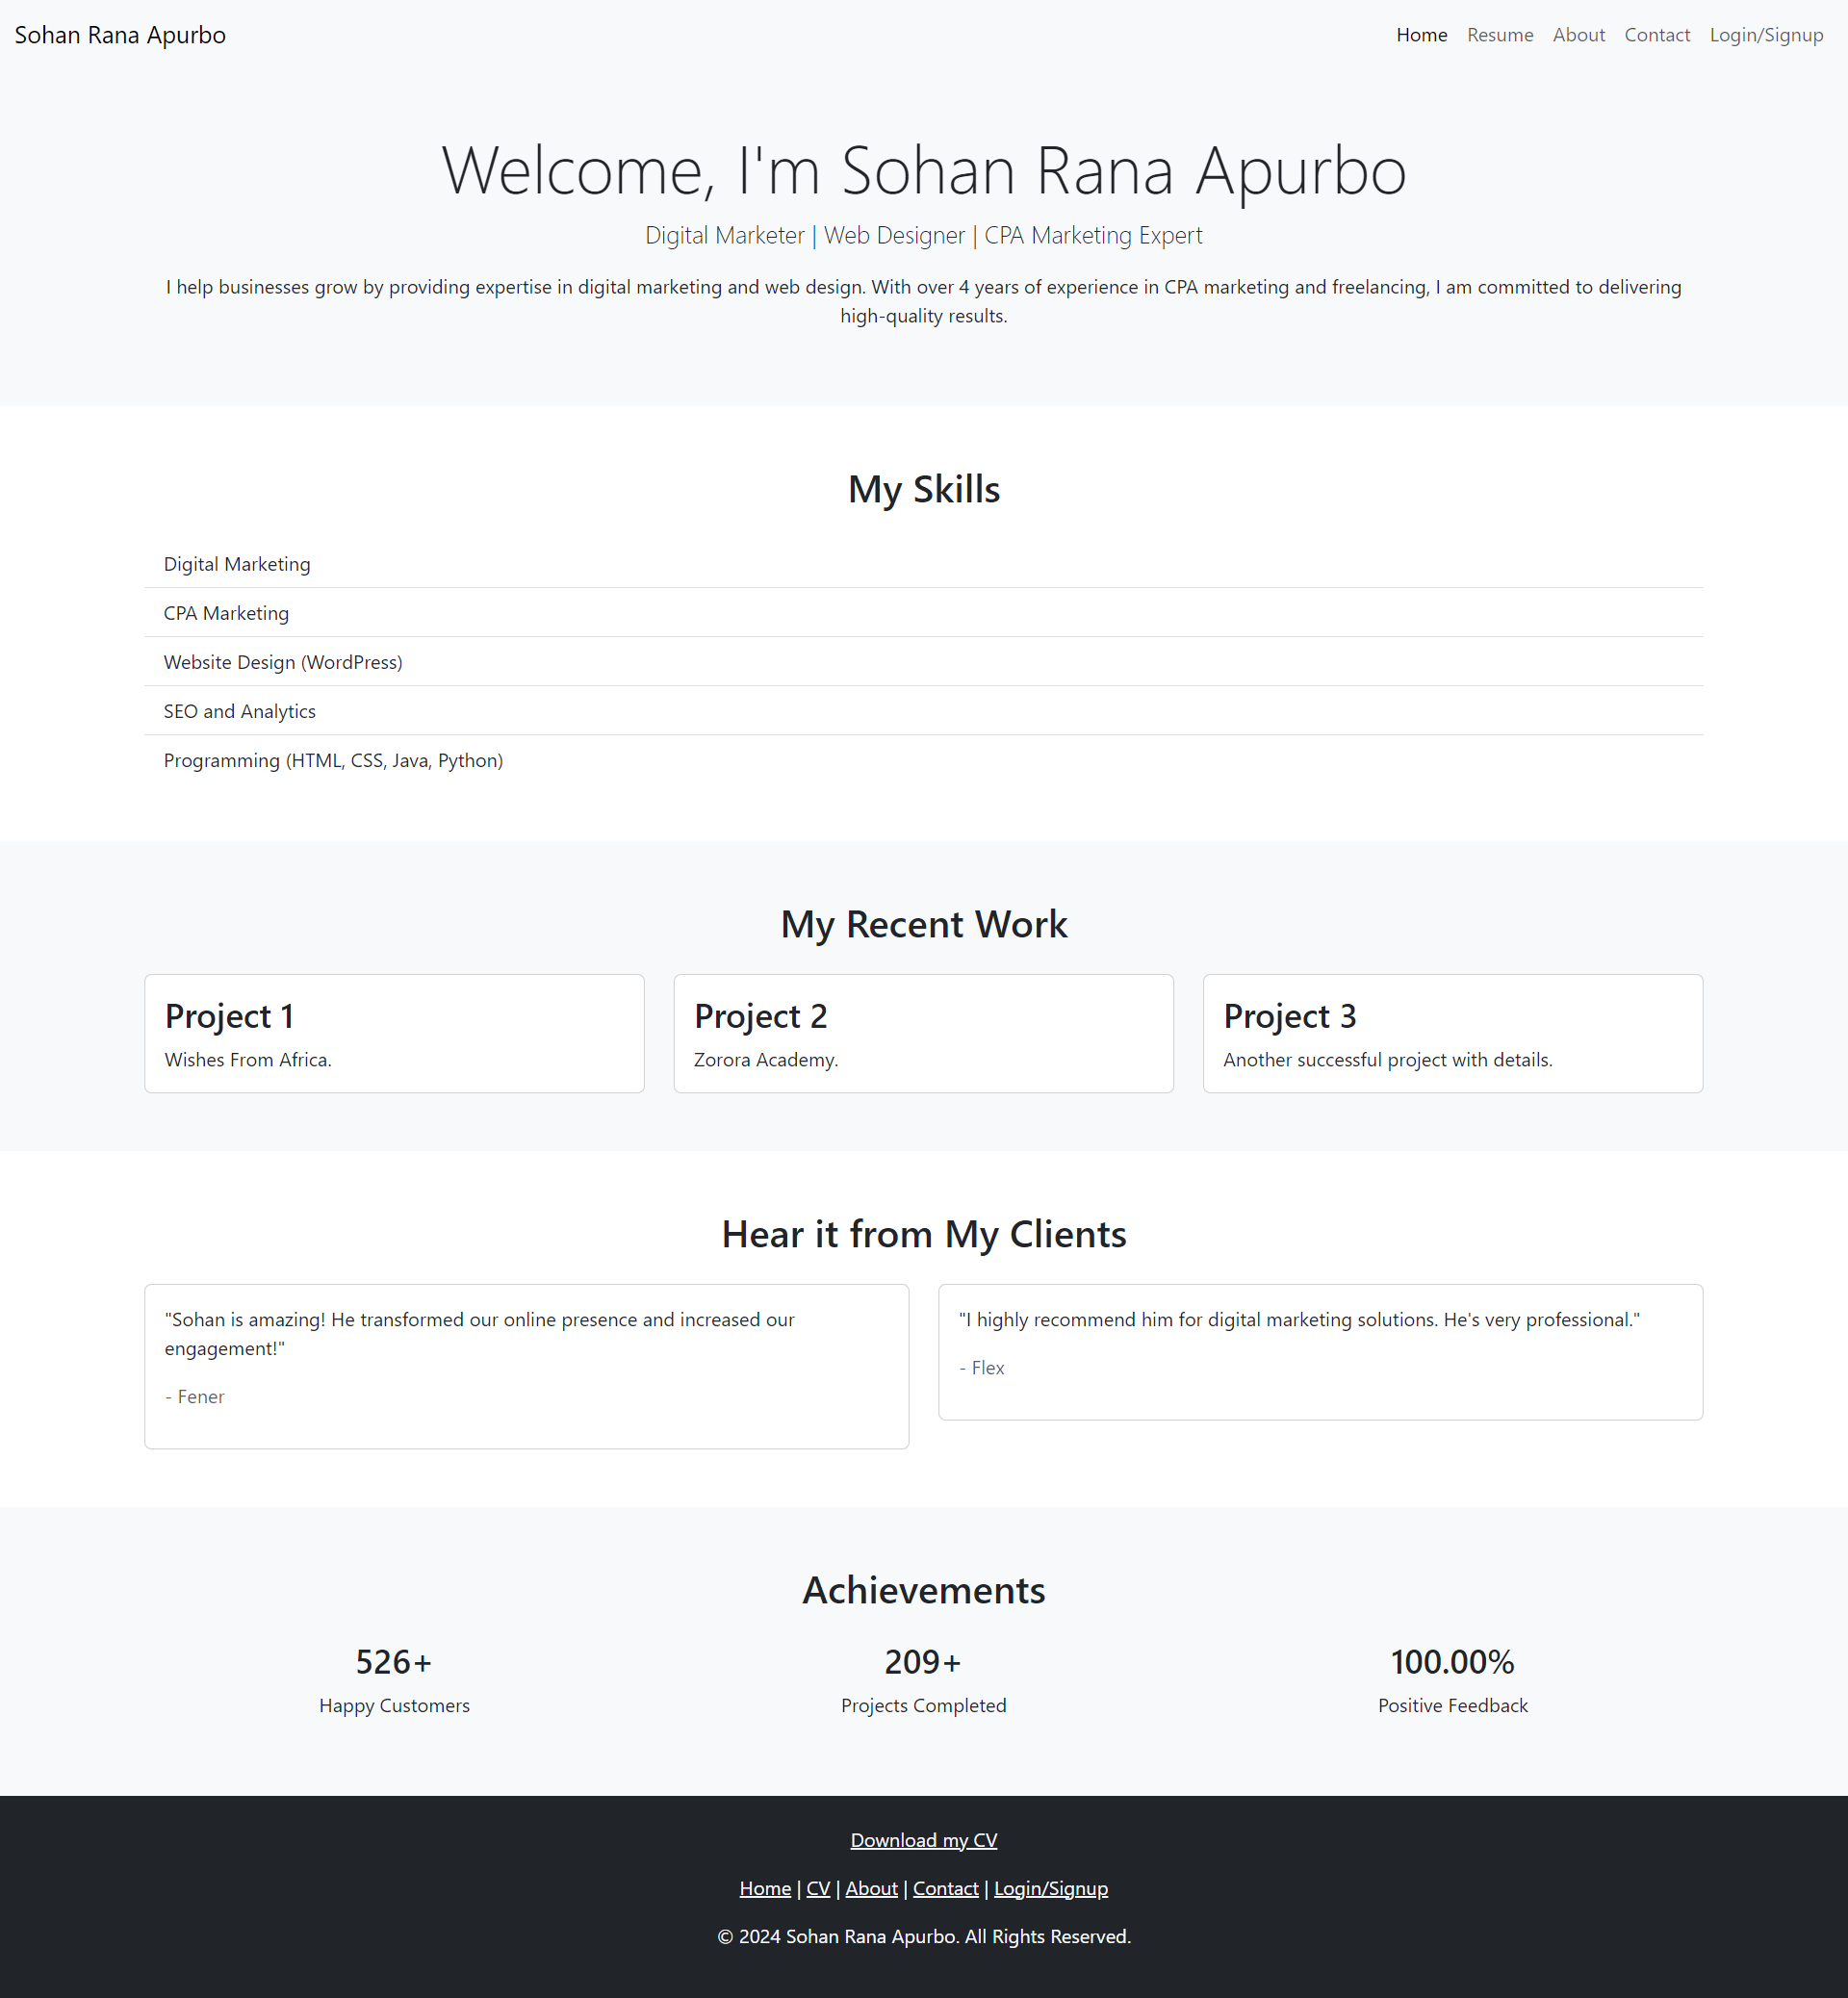 Sohan Rana Apurbo
Home Resume About Contact Login/Signup
Welcome, I'm Sohan Rana Apurbo
Digital Marketer | Web Designer | CPA Marketing Expert
I help businesses grow by providing expertise in digital marketing and web design. With over 4 years of experience in CPA marketing and freelancing, I am committed to delivering
high-quality results.
My Skills
Digital Marketing
CPA Marketing
Website Design (WordPress)
SEO and Analytics
Programming (HTML, CSS, Java, Python)
My Recent Work
Project 1
Wishes From Africa.
Project 2
Zorora Academy.
Project 3
Another successful project with details.
Hear it from My Clients
"Sohan is amazing! He transformed our online presence and increased our
engagement!"
- Fener
"I highly recommend him for digital marketing solutions. He's very professional."
- Flex
Achievements
526+
Happy Customers
209+
Projects Completed
100.00%
Positive Feedback
Download my CV
Home | CV | About | Contact | Login/Signup
© 2024 Sohan Rana Apurbo. All Rights Reserved.